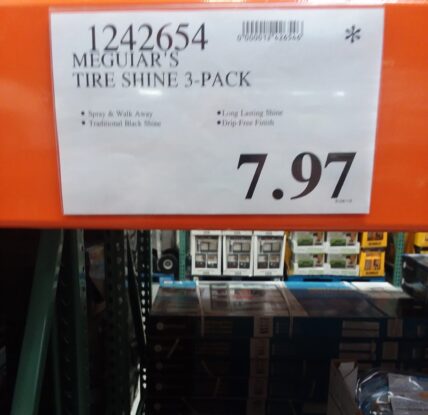 1242654
*
MEGUIAR'S
TIRE SHINE 3-PACK
• Spray & Walk Away
• Traditional Black Shine
• Long Lasting Shine
• Drip-Free Finish
7.97